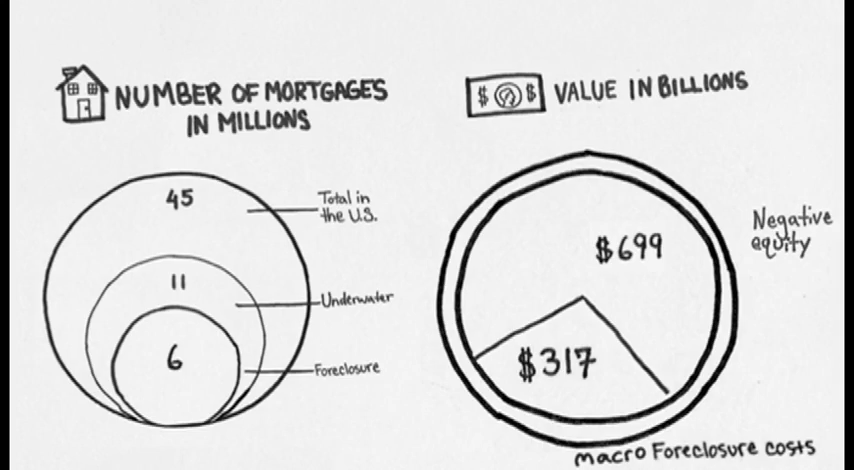 NUMBER OF MORTGAGES
IN MILLIONS
45
Total in
the U.S.
11
Underwater
6
Foreclosure
$ $ VALUE IN BILLIONS
$699
Negative
equity
$317
macro Foreclosure costs